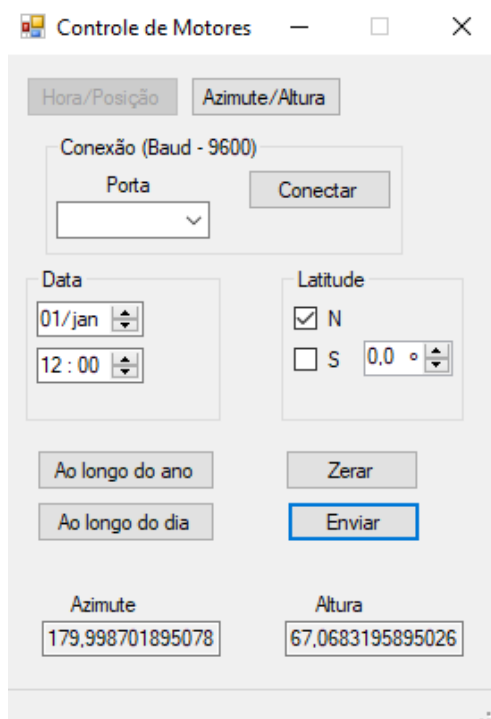 Controle de Motores
Hora/Posição Azimute/Altura
Conexão (Baud - 9600)
Porta
Conectar
Data
01/jan
12 : 00
Latitude
N
S 0,0 º
Ao longo do ano
Zerar
Ao longo do dia
Enviar
Azimute
179,998701895078
Altura
67,0683195895026